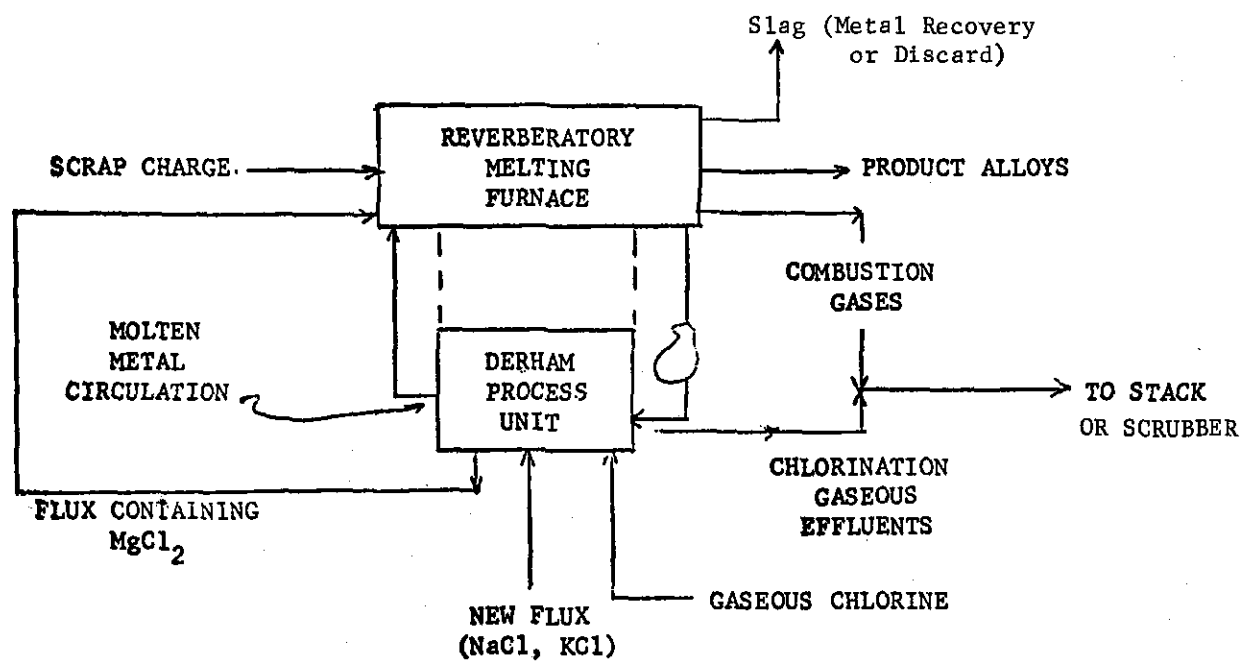 Slag (Metal Recovery
or Discard)
REVERBERATORY
MELTING
FURNACE
SCRAP CHARGE
PRODUCT ALLOYS
COMBUSTION
GASES
MOLTEN
METAL
CIRCULATION
DERHAM
PROCESS
UNIT
TO STACK
OR SCRUBBER
CHLORINATION
GASEOUS
EFFLUENTS
FLUX CONTAINING
MgCl₂
GASEOUS CHLORINE
NEW FLUX
(NaCl, KCl)